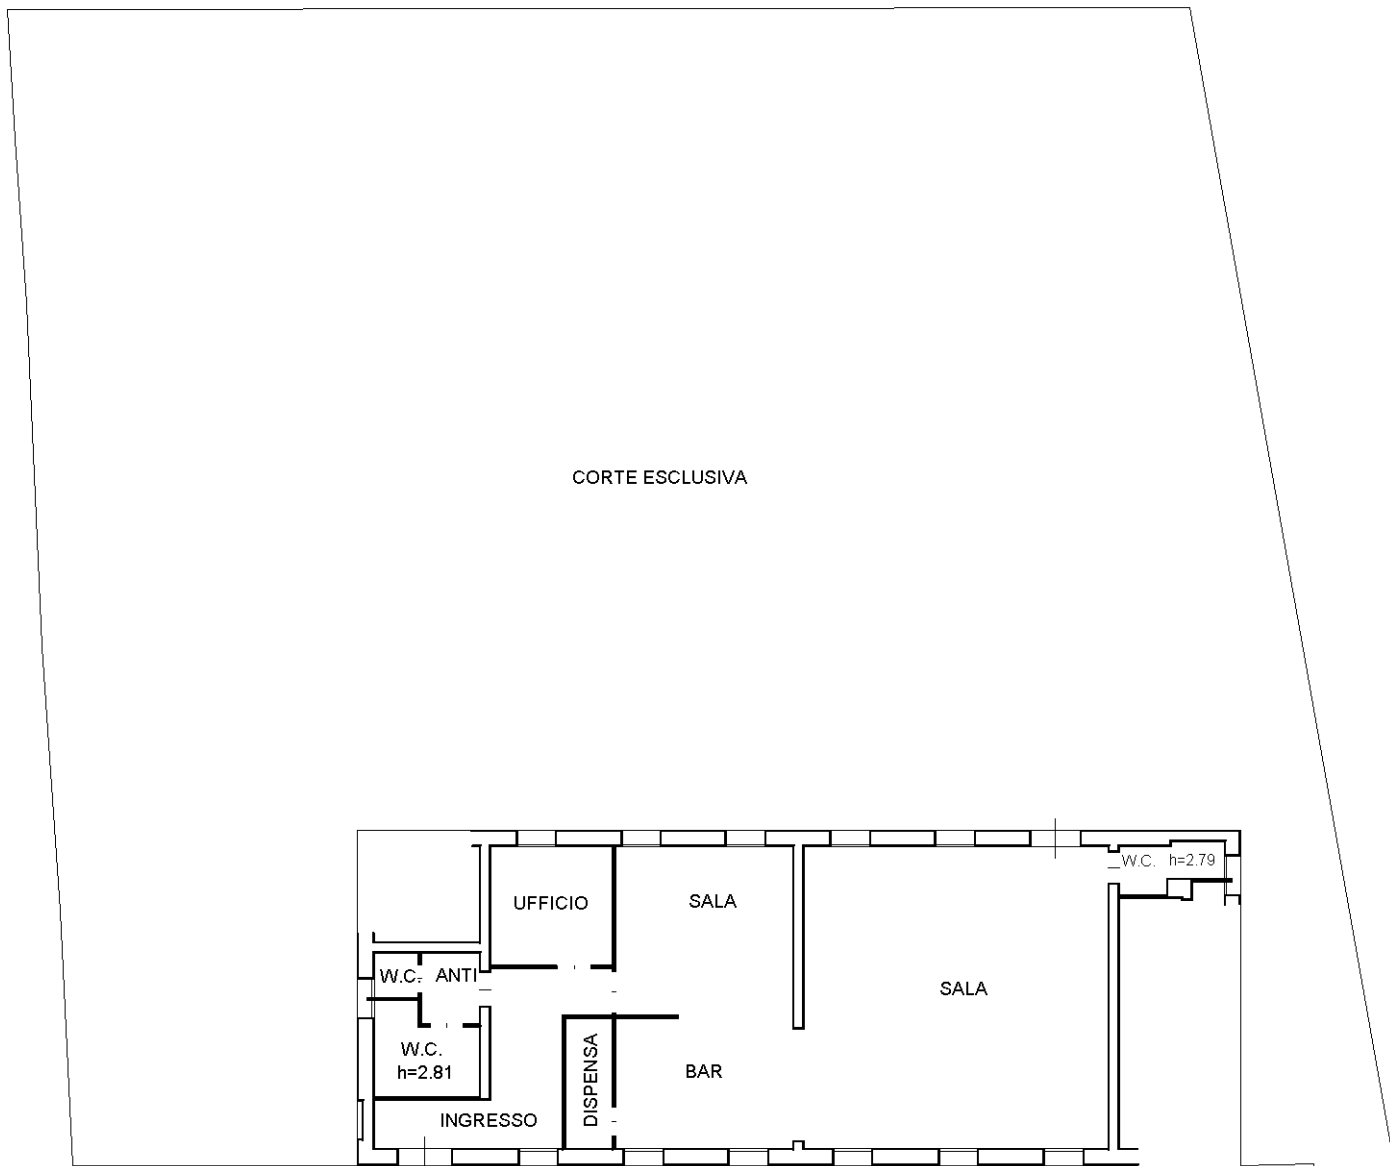 CORTE ESCLUSIVA
W.C. h=2.79
UFFICIO
SALA
W.C. ANTI
SALA
W.C.
h=2.81
DISPENSA
BAR
INGRESSO